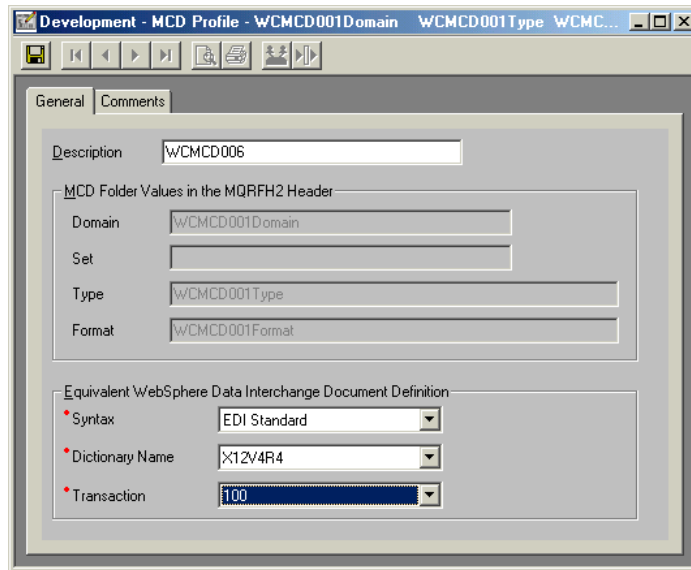 Development - MCD Profile - WCMCD001Domain WCMCD001Type WCMC...
General Comments
Description WCMCD006
MCD Folder Values in the MQRFH2 Header
Domain WCMCD001Domain
Set
Type WCMCD001Type
Format WCMCD001Format
Equivalent WebSphere Data Interchange Document Definition
*Syntax EDI Standard
*Dictionary Name X12V4R4
*Transaction 100